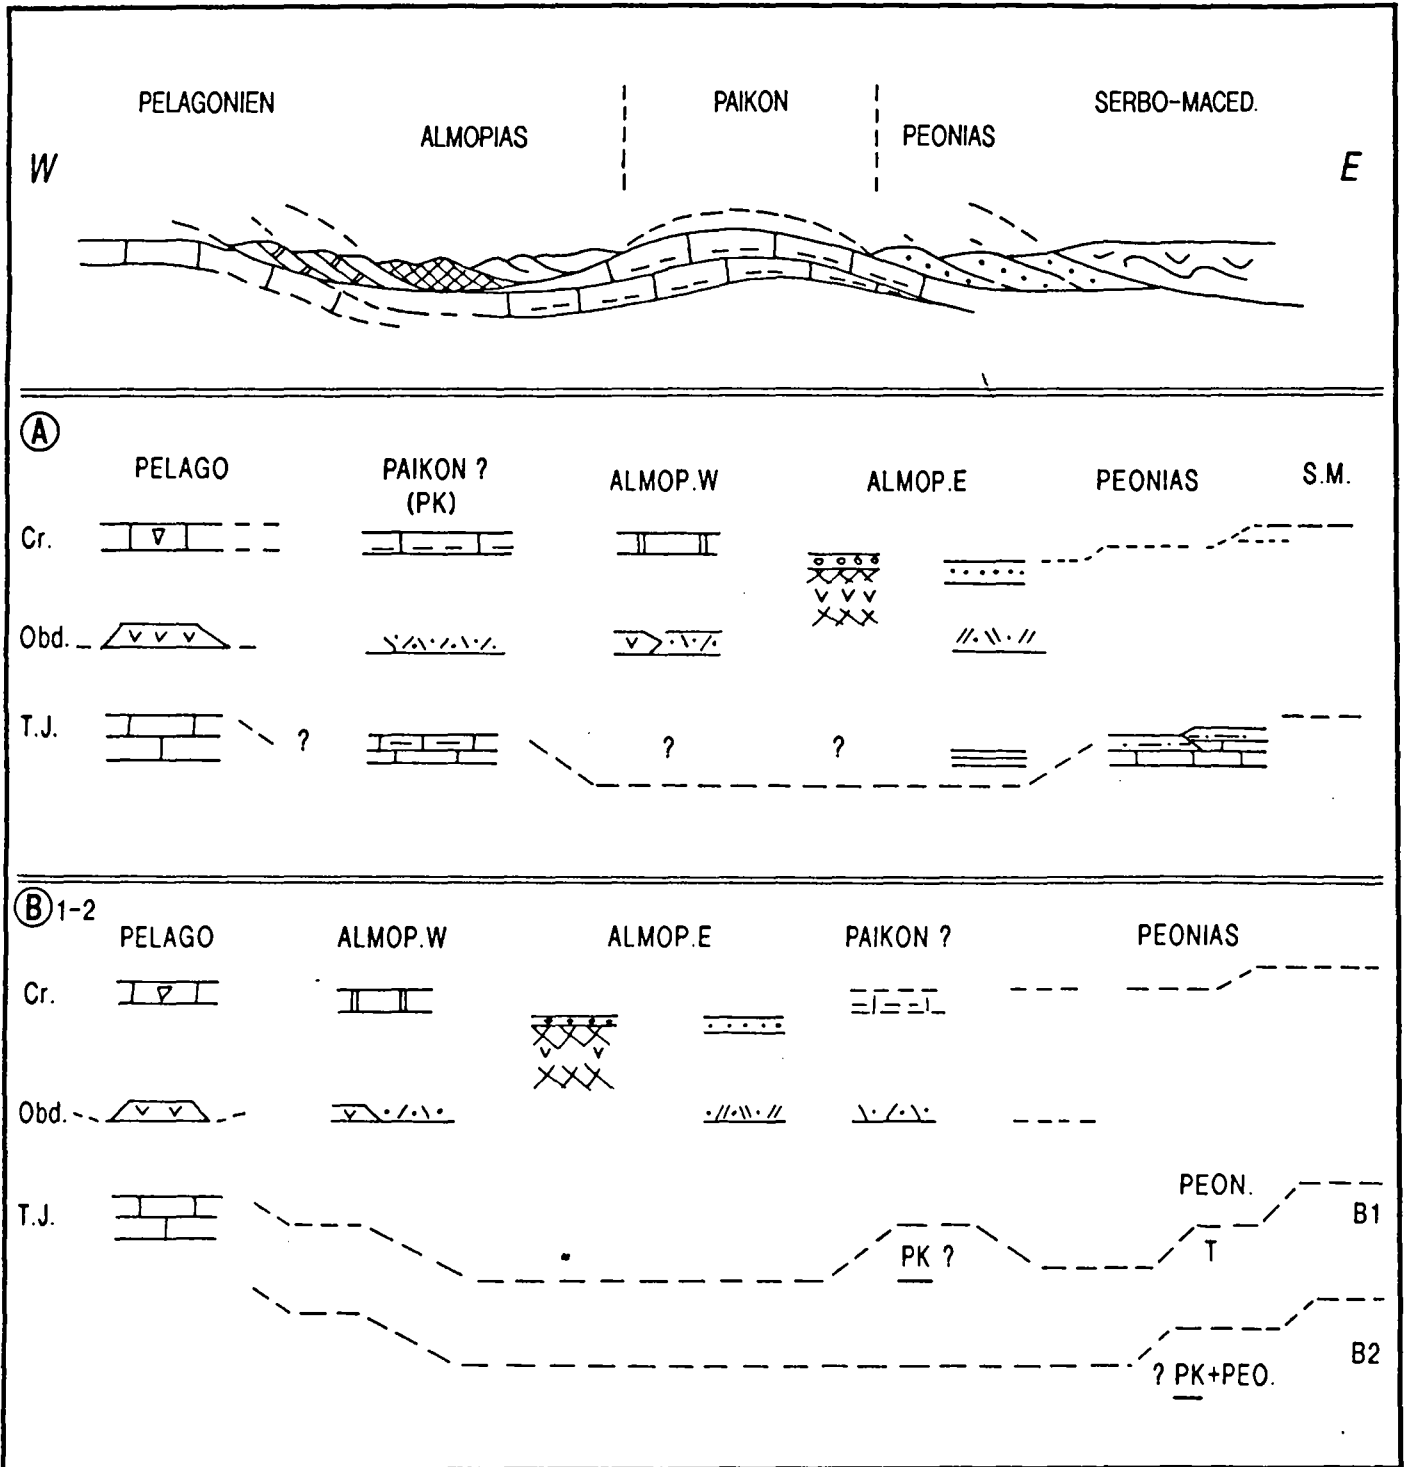 PELAGONIEN PAIKON SERBO-MACED.
ALMOPIAS PEONIAS
W E
A
PELAGO PAIKON ? ALMOP.W ALMOP.E PEONIAS S.M.
(PK)
Cr.
Obd.
T.J. ? ? ?
B 1-2
PELAGO ALMOP.W ALMOP.E PAIKON ? PEONIAS
Cr.
Obd.
T.J. PEON. B1
PK ? T
B2
? PK+PEO.